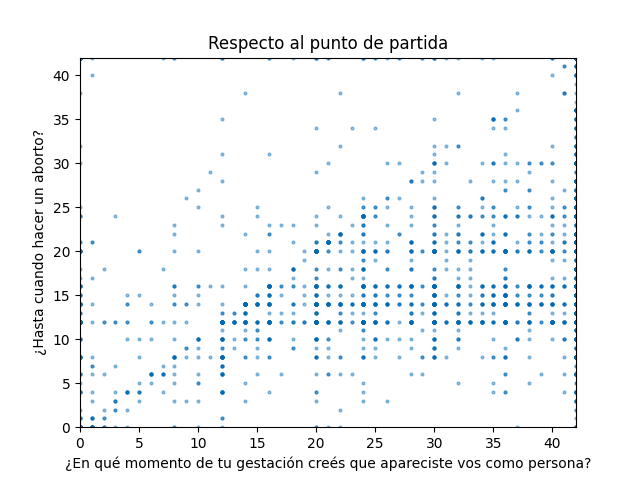 Respecto al punto de partida
¿Hasta cuando hacer un aborto?
40
35
30
25
20
15
10
5
0
0 5 10 15 20 25 30 35 40
¿En qué momento de tu gestación creés que apareciste vos como persona?